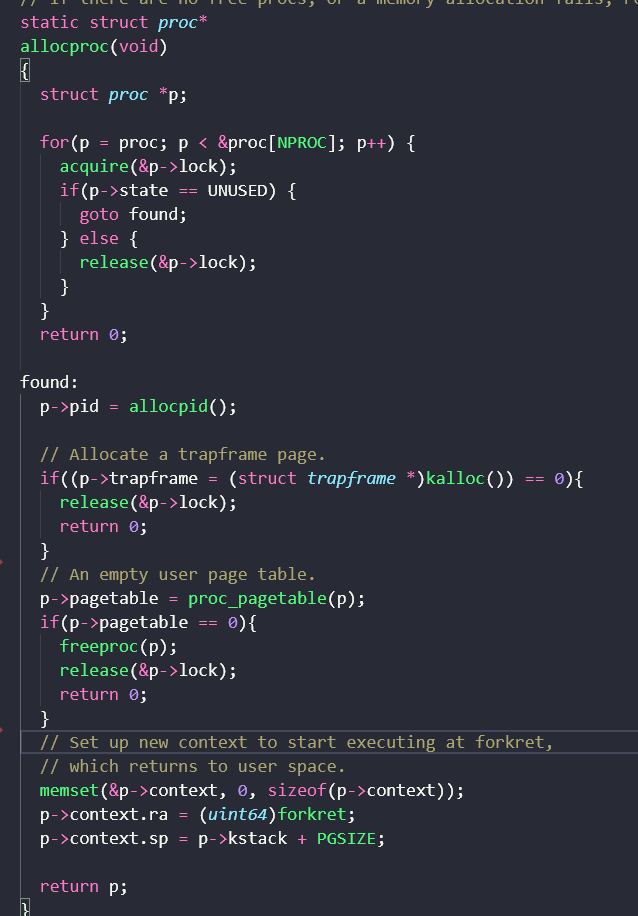 // If there are no free procs, or a memory allocation fails,
static struct proc*
allocproc(void)
{
  struct proc *p;

  for(p = proc; p < &proc[NPROC]; p++) {
    acquire(&p->lock);
    if(p->state == UNUSED) {
      goto found;
    } else {
      release(&p->lock);
    }
  }
  return 0;

found:
  p->pid = allocpid();

  // Allocate a trapframe page.
  if((p->trapframe = (struct trapframe *)kalloc()) == 0){
    release(&p->lock);
    return 0;
  }
  // An empty user page table.
  p->pagetable = proc_pagetable(p);
  if(p->pagetable == 0){
    freeproc(p);
    release(&p->lock);
    return 0;
  }
  // Set up new context to start executing at forkret,
  // which returns to user space.
  memset(&p->context, 0, sizeof(p->context));
  p->context.ra = (uint64)forkret;
  p->context.sp = p->kstack + PGSIZE;

  return p;
}